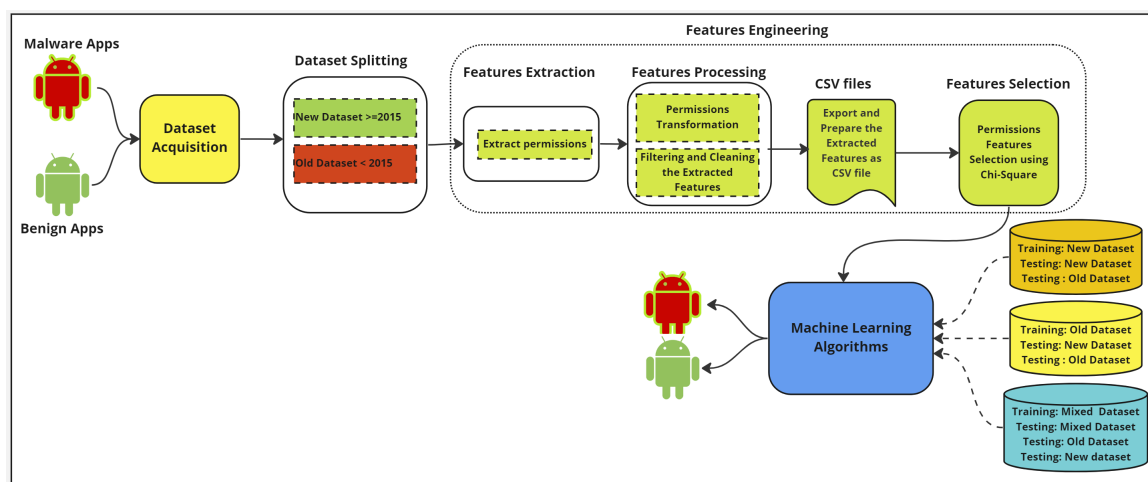 Malware Apps
Benign Apps
Dataset
Acquisition
Dataset Splitting
New Dataset >=2015
Old Dataset < 2015
Features Engineering
Features Extraction
Extract permissions
Features Processing
Permissions
Transformation
Filtering and Cleaning
the Extracted
Features
CSV files
Export and
Prepare the
Extracted
Features as
CSV file
Features Selection
Permissions
Features
Selection using
Chi-Square
Machine Learning
Algorithms
Training: New Dataset
Testing: New Dataset
Testing : Old Dataset
Training: Old Dataset
Testing: New Dataset
Testing : Old Dataset
Training: Mixed  Dataset
Testing: Mixed Dataset
Testing: Old Dataset
Testing: New dataset